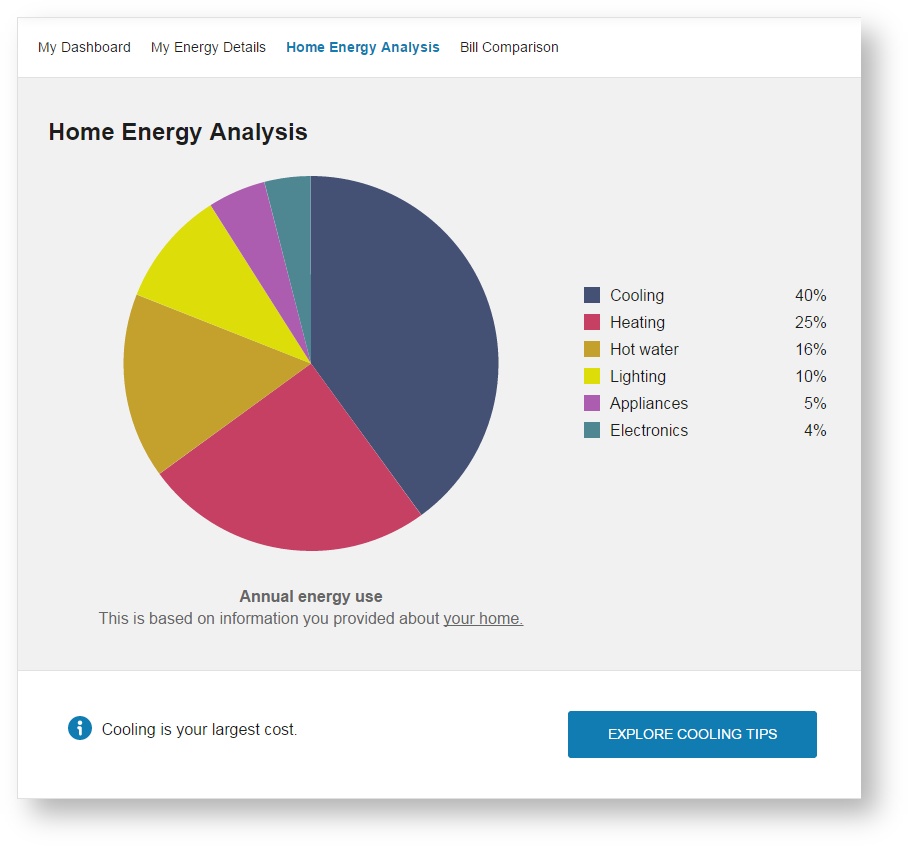 My Dashboard My Energy Details Home Energy Analysis Bill Comparison
Home Energy Analysis
Cooling 40%
Heating 25%
Hot water 16%
Lighting 10%
Appliances 5%
Electronics 4%
Annual energy use
This is based on information you provided about your home.
Cooling is your largest cost.
EXPLORE COOLING TIPS